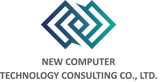 NEW COMPUTER
TECHNOLOGY CONSULTING CO., LTD.